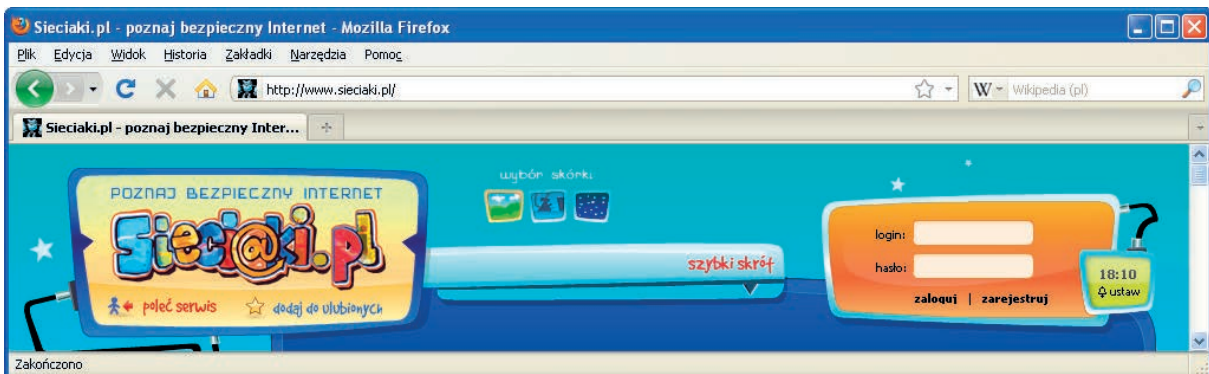 Sieciaki.pl - poznaj bezpieczny Internet - Mozilla Firefox
Plik Edycja Widok Historia Zakładki Narzędzia Pomoc
http://www.sieciaki.pl/ W Wikipedia (pl)
Sieciaki.pl - poznaj bezpieczny Inter...
POZNAJ BEZPIECZNY INTERNET
Sieci@ki.pl
poleć serwis dodaj do ulubionych
wybór skórki
szybki skrót
login:
hasło:
zaloguj | zarejestruj
18:10
ustaw
Zakończono